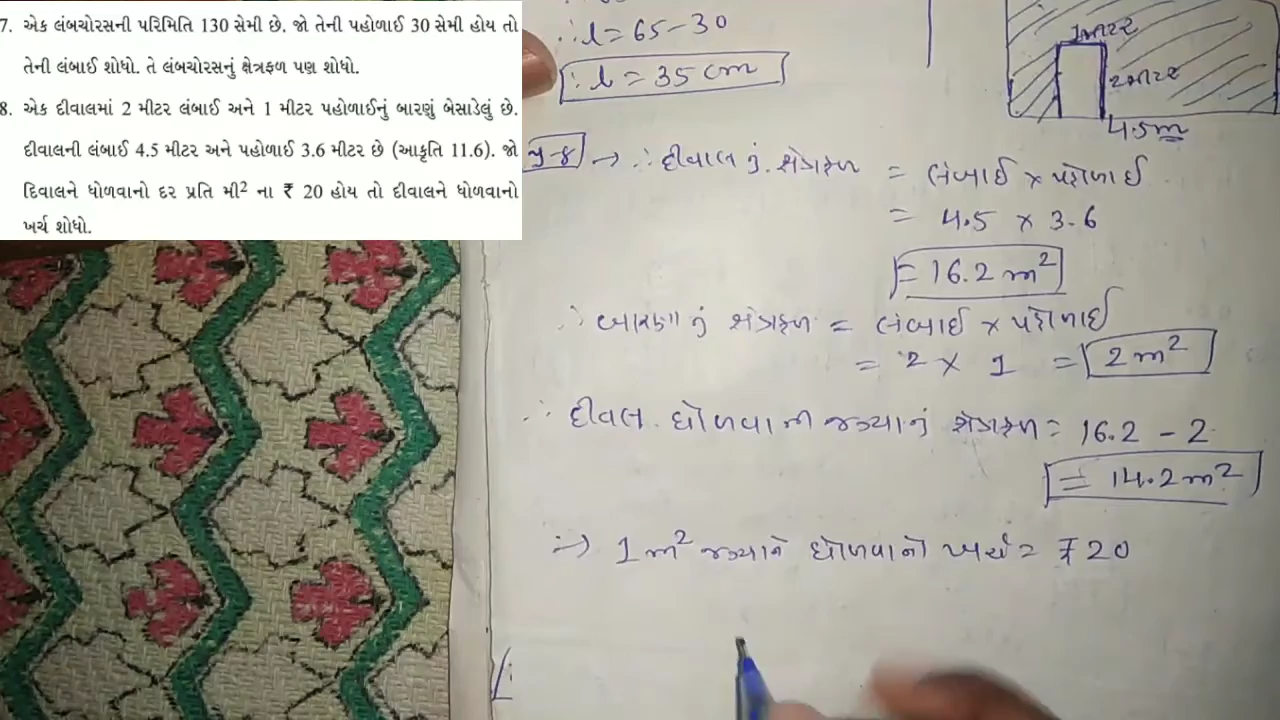 7. એક લંબચોરસની પરિમિતિ 130 સેમી છે. જો તેની પહોળાઈ 30 સેમી હોય તો
તેની લંબાઈ શોધો. તે લંબચોરસનું ક્ષેત્રફળ પણ શોધો.
8. એક દીવાલમાં 2 મીટર લંબાઈ અને 1 મીટર પહોળાઈનું બારણું બેસાડેલું છે.
દીવાલની લંબાઈ 4.5 મીટર અને પહોળાઈ 3.6 મીટર છે (આકૃતિ 11.6). જો
દિવાલને ધોળવાનો દર પ્રતિ મી² ના ₹ 20 હોય તો દીવાલને ધોળવાનો
ખર્ચ શોધો.
∴ l = 65-30
∴ l = 35 cm
1મીટર
2મીટર
4.5m
પ્ર-8 → ∴ દીવાલનું ક્ષેત્રફળ = લંબાઈ × પહોળાઈ
= 4.5 × 3.6
= 16.2 m²
∴ બારણાનું ક્ષેત્રફળ = લંબાઈ × પહોળાઈ
= 2 × 1 = 2 m²
∴ દીવલ ધોળવાની જગ્યાનું ક્ષેત્રફળ = 16.2 - 2
= 14.2 m²
→ 1 m² જગ્યાને ધોળવાનો ખર્ચ = ₹ 20